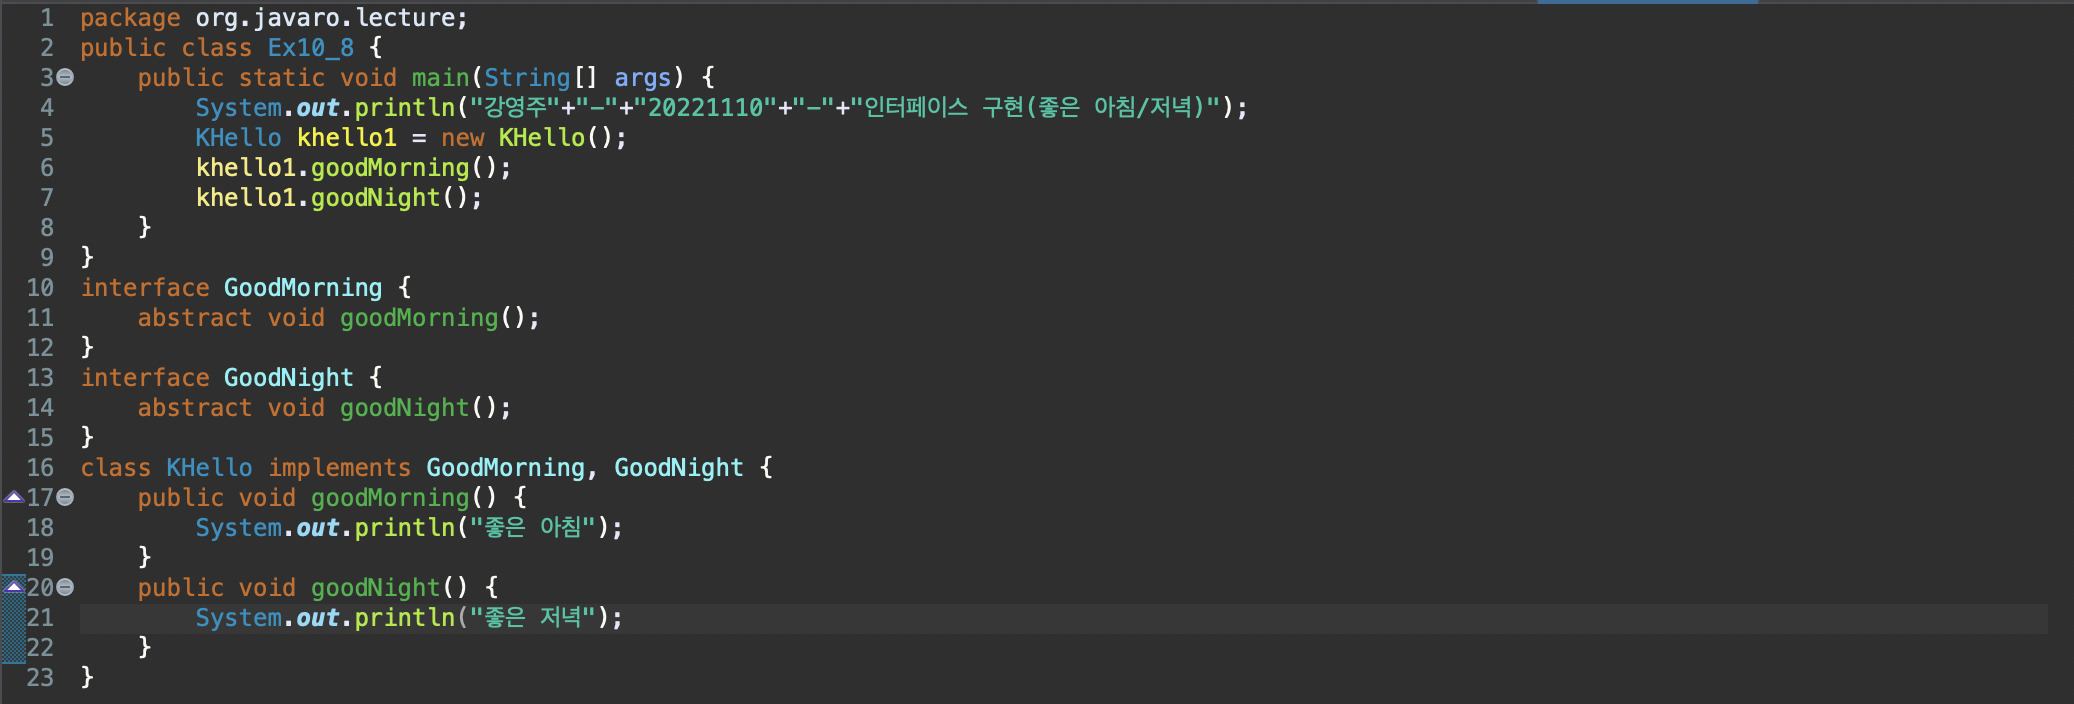 1 package org.javaro.lecture;
2 public class Ex10_8 {
3     public static void main(String[] args) {
4         System.out.println("강영주"+"-"+"20221110"+"-"+"인터페이스 구현(좋은 아침/저녁)");
5         KHello khello1 = new KHello();
6         khello1.goodMorning();
7         khello1.goodNight();
8     }
9 }
10 interface GoodMorning {
11     abstract void goodMorning();
12 }
13 interface GoodNight {
14     abstract void goodNight();
15 }
16 class KHello implements GoodMorning, GoodNight {
17     public void goodMorning() {
18         System.out.println("좋은 아침");
19     }
20     public void goodNight() {
21         System.out.println("좋은 저녁");
22     }
23 }